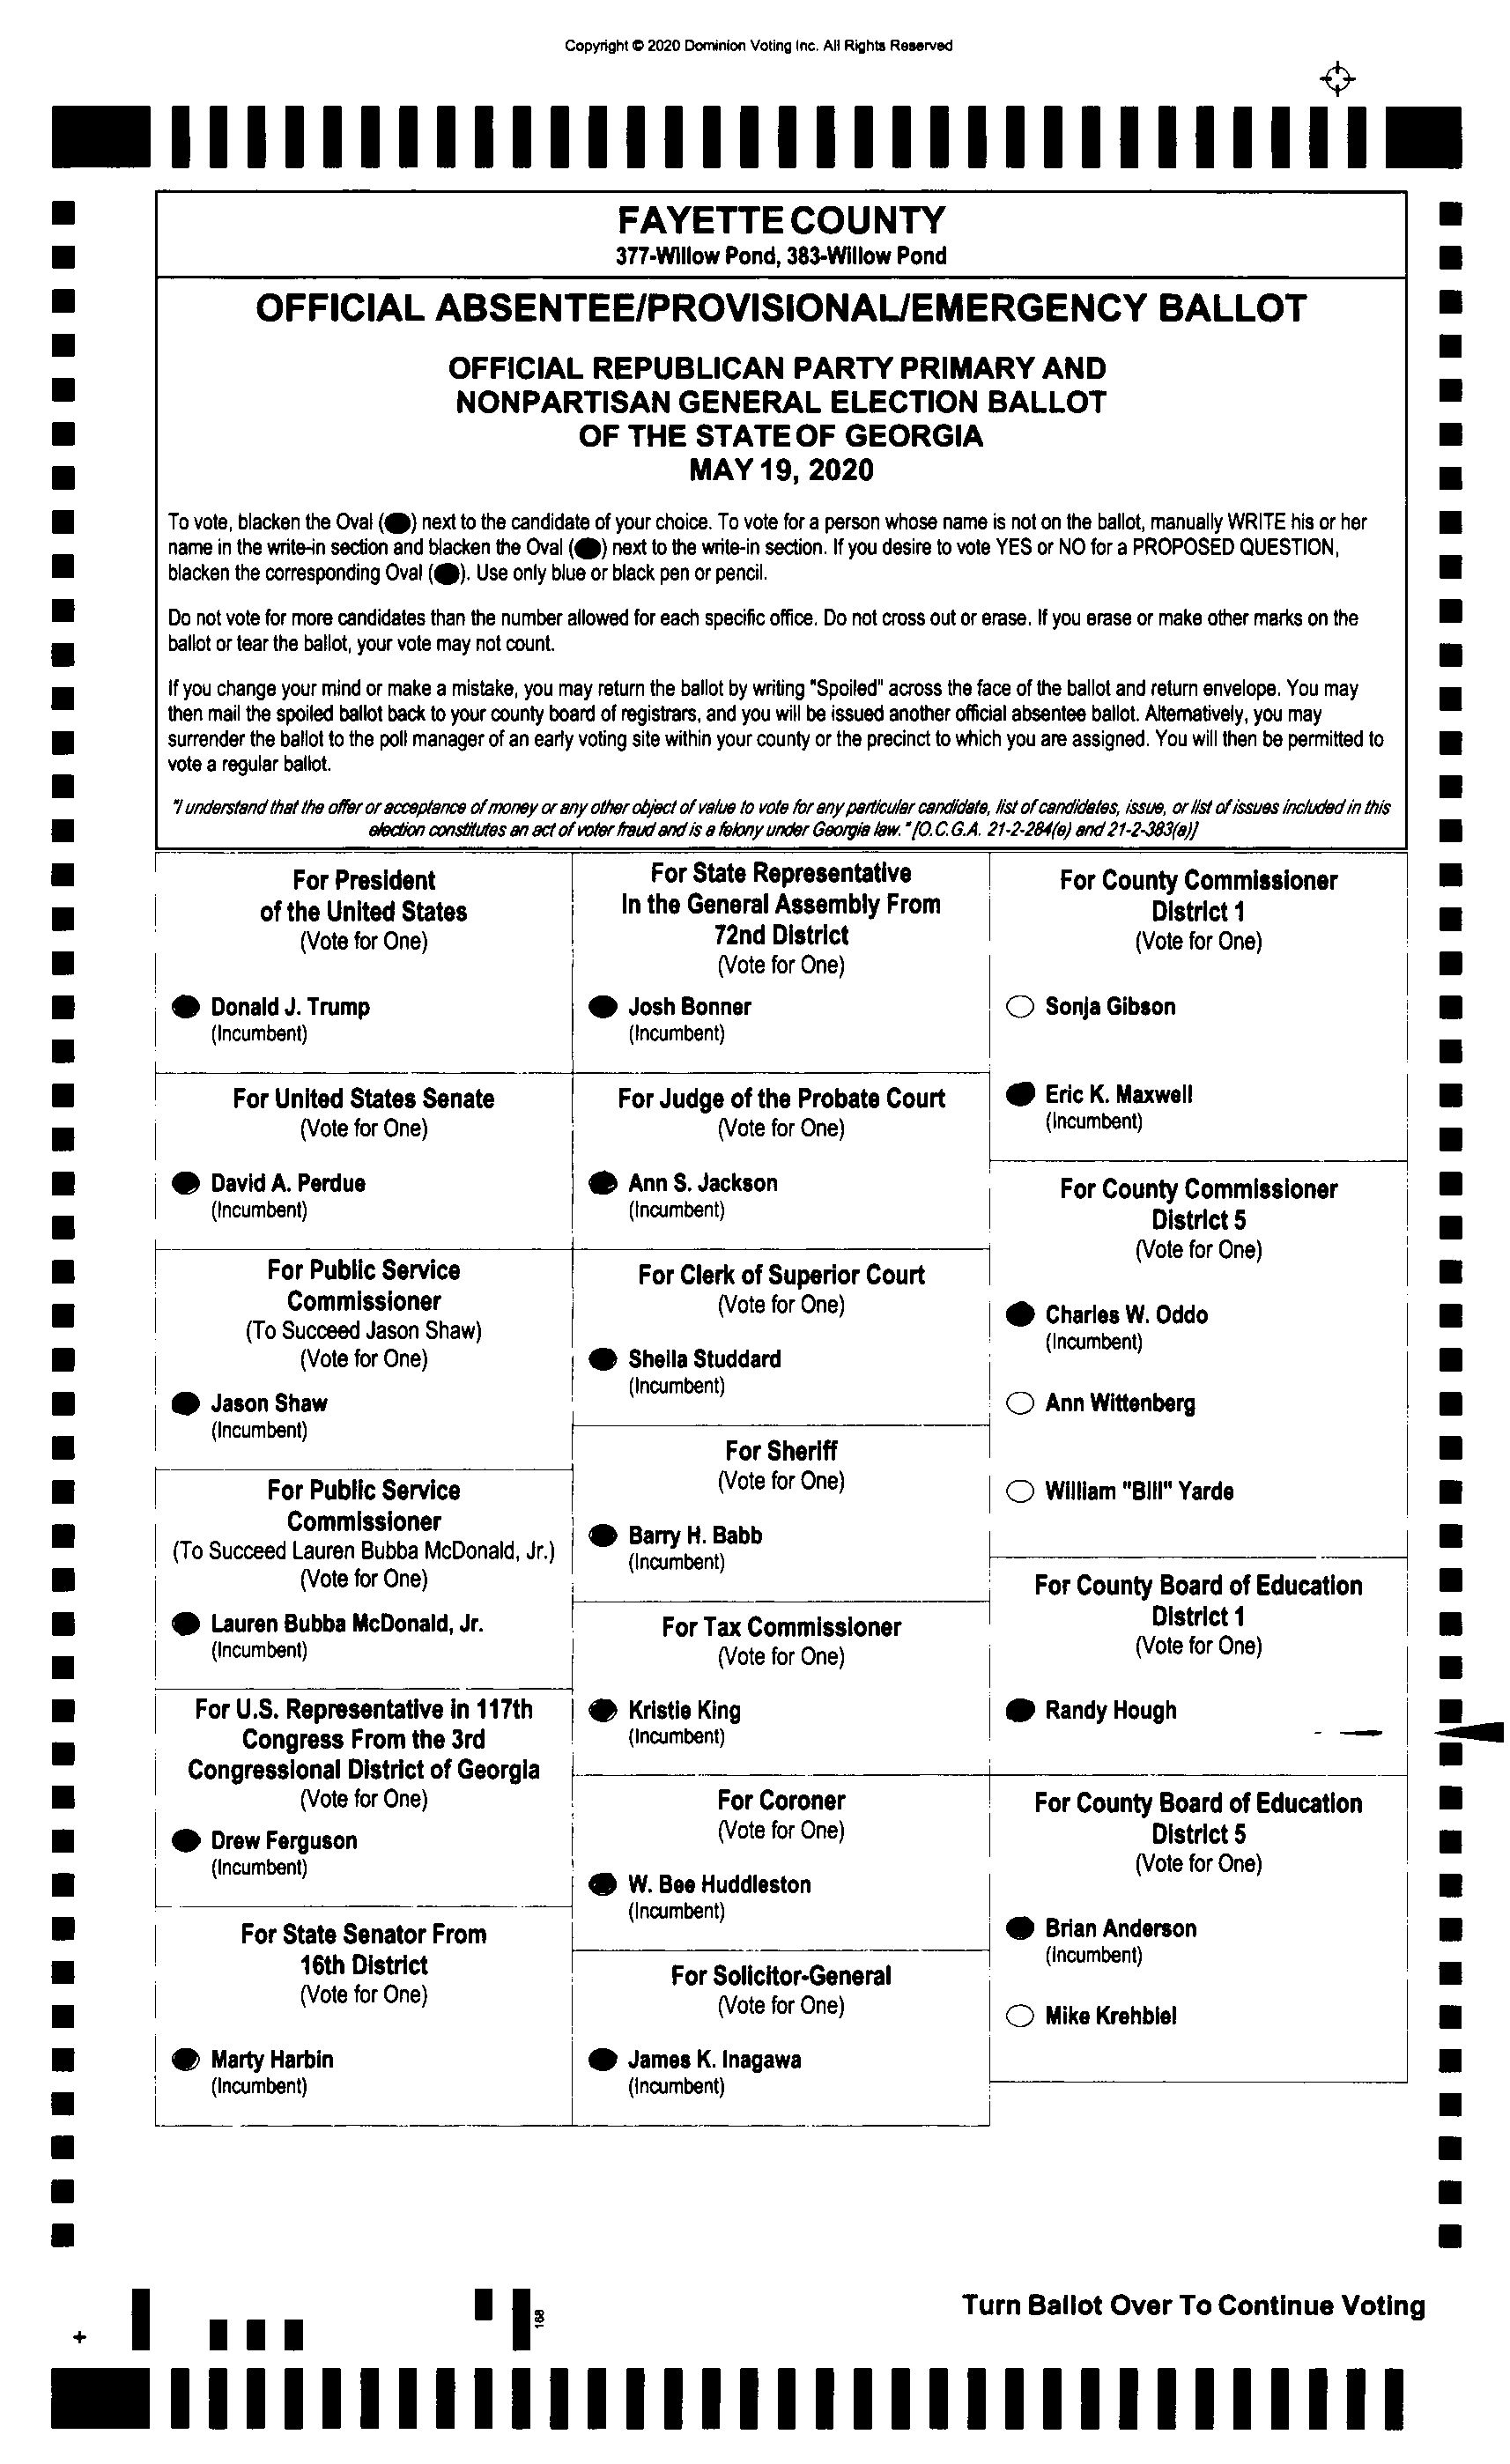 Copyright © 2020 Dominion Voting Inc. All Rights Reserved
FAYETTE COUNTY
377-Willow Pond, 383-Willow Pond
OFFICIAL ABSENTEE/PROVISIONAL/EMERGENCY BALLOT
OFFICIAL REPUBLICAN PARTY PRIMARY AND
NONPARTISAN GENERAL ELECTION BALLOT
OF THE STATE OF GEORGIA
MAY 19, 2020
To vote, blacken the Oval ( ) next to the candidate of your choice. To vote for a person whose name is not on the ballot, manually WRITE his or her
name in the write-in section and blacken the Oval ( ) next to the write-in section. If you desire to vote YES or NO for a PROPOSED QUESTION,
blacken the corresponding Oval ( ). Use only blue or black pen or pencil.
Do not vote for more candidates than the number allowed for each specific office. Do not cross out or erase. If you erase or make other marks on the
ballot or tear the ballot, your vote may not count.
If you change your mind or make a mistake, you may return the ballot by writing "Spoiled" across the face of the ballot and return envelope. You may
then mail the spoiled ballot back to your county board of registrars, and you will be issued another official absentee ballot. Alternatively, you may
surrender the ballot to the poll manager of an early voting site within your county or the precinct to which you are assigned. You will then be permitted to
vote a regular ballot.
"I understand that the offer or acceptance of money or any other object of value to vote for any particular candidate, list of candidates, issue, or list of issues included in this
election constitutes an act of voter fraud and is a felony under Georgia law." [O.C.G.A. 21-2-284(e) and 21-2-383(a)]
For President
of the United States
(Vote for One)
Donald J. Trump
(Incumbent)
For United States Senate
(Vote for One)
David A. Perdue
(Incumbent)
For Public Service
Commissioner
(To Succeed Jason Shaw)
(Vote for One)
Jason Shaw
(Incumbent)
For Public Service
Commissioner
(To Succeed Lauren Bubba McDonald, Jr.)
(Vote for One)
Lauren Bubba McDonald, Jr.
(Incumbent)
For U.S. Representative in 117th
Congress From the 3rd
Congressional District of Georgia
(Vote for One)
Drew Ferguson
(Incumbent)
For State Senator From
16th District
(Vote for One)
Marty Harbin
(Incumbent)
For State Representative
In the General Assembly From
72nd District
(Vote for One)
Josh Bonner
(Incumbent)
For Judge of the Probate Court
(Vote for One)
Ann S. Jackson
(Incumbent)
For Clerk of Superior Court
(Vote for One)
Sheila Studdard
(Incumbent)
For Sheriff
(Vote for One)
Barry H. Babb
(Incumbent)
For Tax Commissioner
(Vote for One)
Kristie King
(Incumbent)
For Coroner
(Vote for One)
W. Bee Huddleston
(Incumbent)
For Solicitor-General
(Vote for One)
James K. Inagawa
(Incumbent)
For County Commissioner
District 1
(Vote for One)
Sonja Gibson
Eric K. Maxwell
(Incumbent)
For County Commissioner
District 5
(Vote for One)
Charles W. Oddo
(Incumbent)
Ann Wittenberg
William "Bill" Yarde
For County Board of Education
District 1
(Vote for One)
Randy Hough
For County Board of Education
District 5
(Vote for One)
Brian Anderson
(Incumbent)
Mike Krehbiel
168
Turn Ballot Over To Continue Voting